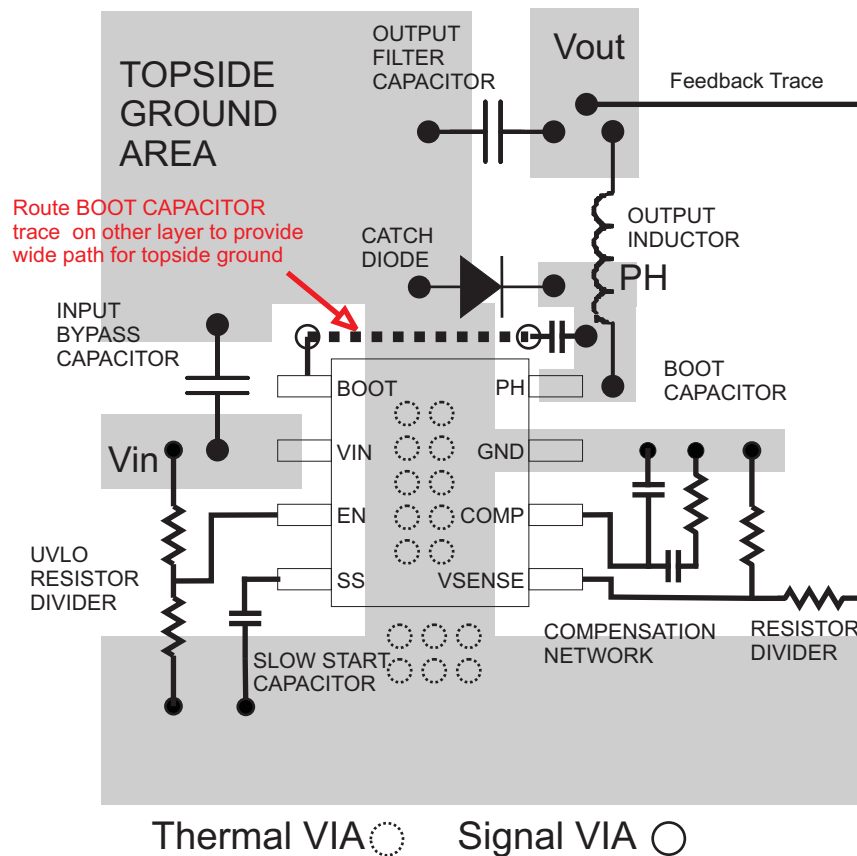 TOPSIDE
GROUND
AREA
OUTPUT
FILTER
CAPACITOR
Vout
Feedback Trace
Route BOOT CAPACITOR
trace on other layer to provide
wide path for topside ground
CATCH
DIODE
OUTPUT
INDUCTOR
PH
INPUT
BYPASS
CAPACITOR
BOOT
CAPACITOR
BOOT
PH
Vin
VIN
GND
EN
COMP
UVLO
RESISTOR
DIVIDER
SS
VSENSE
SLOW START
CAPACITOR
COMPENSATION
NETWORK
RESISTOR
DIVIDER
Thermal VIA
Signal VIA